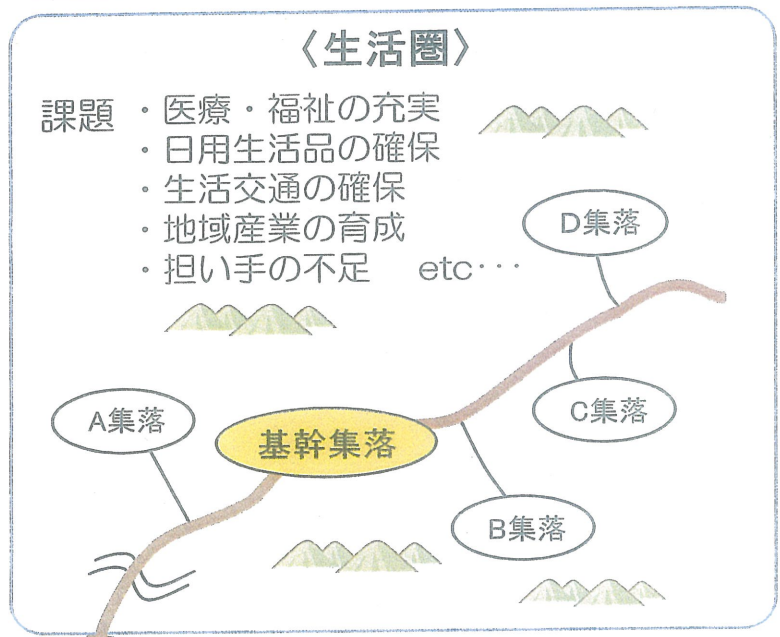 〈生活圏〉
課題 ・医療・福祉の充実
・日用生活品の確保
・生活交通の確保
・地域産業の育成
・担い手の不足 etc…
D集落
A集落
C集落
基幹集落
B集落